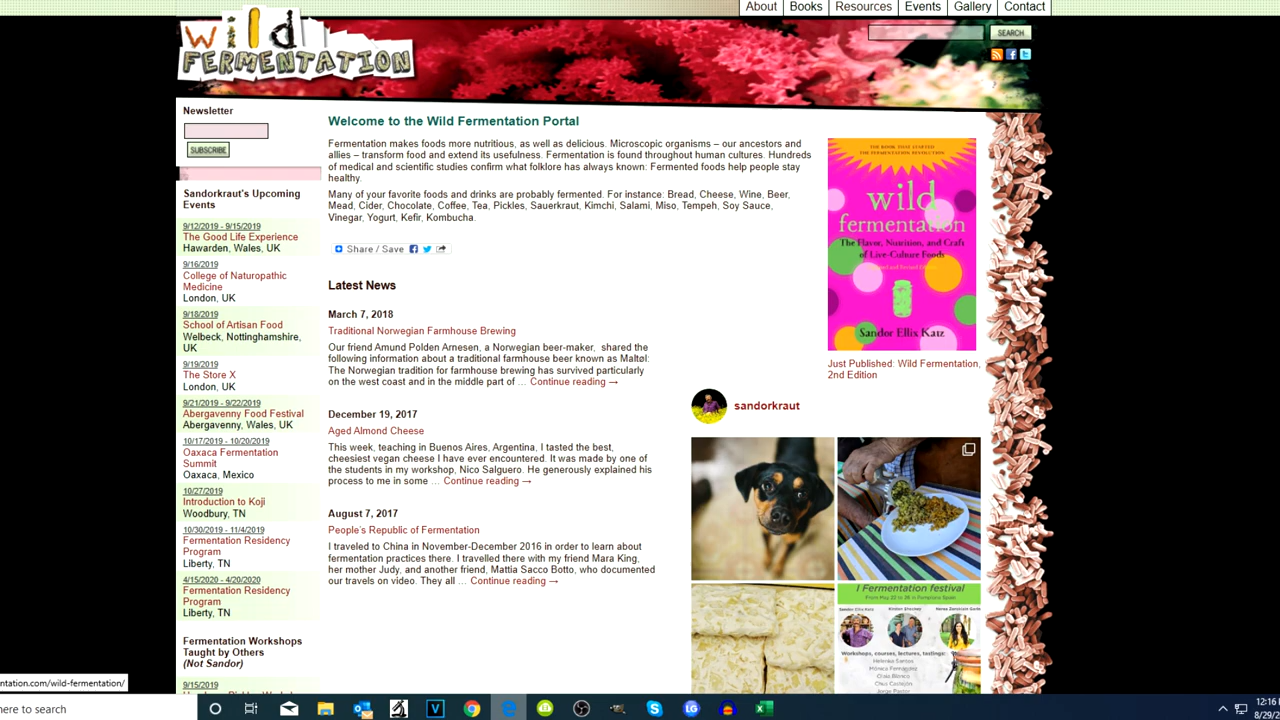 About
Books
Resources
Events
Gallery
Contact
wild
FERMENTATION
SEARCH
Newsletter
SUBSCRIBE
Sandorkraut's Upcoming
Events
9/12/2019 - 9/15/2019
The Good Life Experience
Hawarden, Wales, UK
9/16/2019
College of Naturopathic
Medicine
London, UK
9/18/2019
School of Artisan Food
Welbeck, Nottinghamshire,
UK
9/19/2019
The Store X
London, UK
9/21/2019 - 9/22/2019
Abergavenny Food Festival
Abergavenny, Wales, UK
10/17/2019 - 10/20/2019
Oaxaca Fermentation
Summit
Oaxaca, Mexico
10/27/2019
Introduction to Koji
Woodbury, TN
10/30/2019 - 11/4/2019
Fermentation Residency
Program
Liberty, TN
4/15/2020 - 4/20/2020
Fermentation Residency
Program
Liberty, TN
Fermentation Workshops
Taught by Others
(Not Sandor)
9/15/2019
Welcome to the Wild Fermentation Portal
Fermentation makes foods more nutritious, as well as delicious. Microscopic organisms – our ancestors and
allies – transform food and extend its usefulness. Fermentation is found throughout human cultures. Hundreds
of medical and scientific studies confirm what folklore has always known: Fermented foods help people stay
healthy.
Many of your favorite foods and drinks are probably fermented. For instance: Bread, Cheese, Wine, Beer,
Mead, Cider, Chocolate, Coffee, Tea, Pickles, Sauerkraut, Kimchi, Salami, Miso, Tempeh, Soy Sauce,
Vinegar, Yogurt, Kefir, Kombucha.
Share / Save
Latest News
March 7, 2018
Traditional Norwegian Farmhouse Brewing
Our friend Amund Polden Arnesen, a Norwegian beer-maker, shared the
following information about a traditional farmhouse beer known as Maltøl:
The Norwegian tradition for farmhouse brewing has survived particularly
on the west coast and in the middle part of … Continue reading →
December 19, 2017
Aged Almond Cheese
This week, teaching in Buenos Aires, Argentina, I tasted the best,
cheesiest vegan cheese I have ever encountered. It was made by one of
the students in my workshop, Nico Salguero. He generously explained his
process to me in some … Continue reading →
August 7, 2017
People's Republic of Fermentation
I traveled to China in November-December 2016 in order to learn about
fermentation practices there. I travelled there with my friend Mara King,
her mother Judy, and another friend, Mattia Sacco Botto, who documented
our travels on video. They all … Continue reading →
THE BOOK THAT STARTED
THE FERMENTATION REVOLUTION
wild
fermentation
The Flavor, Nutrition, and Craft
of Live-Culture Foods
Sandor Ellix Katz
Just Published: Wild Fermentation,
2nd Edition
sandorkraut
I Fermentation festival
Workshops, courses, lectures, tastings:
ntation.com/wild-fermentation/
here to search
12:16
8/29/2